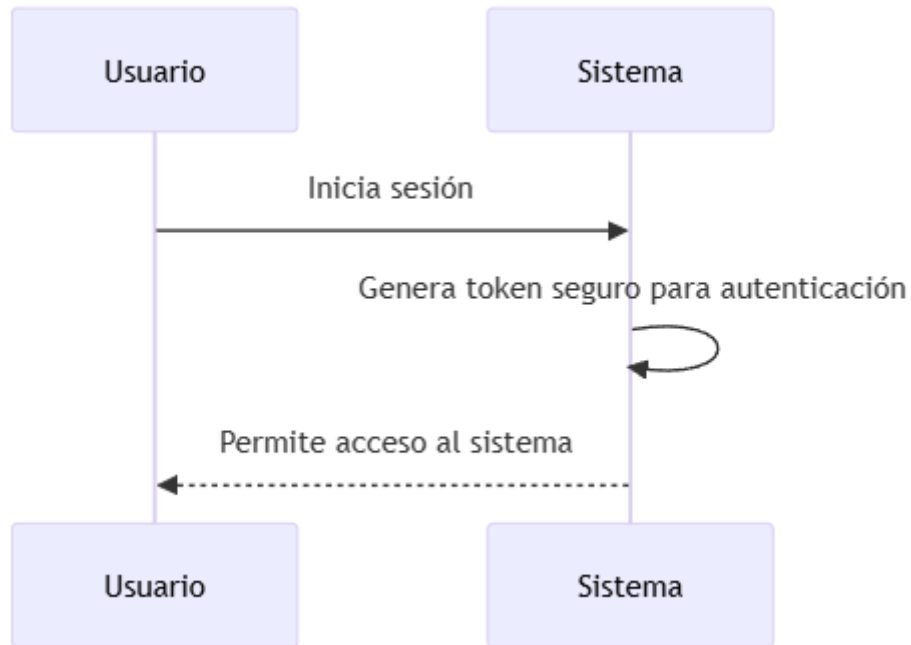 Usuario
Sistema
Inicia sesión
Genera token seguro para autenticación
Permite acceso al sistema
Usuario
Sistema